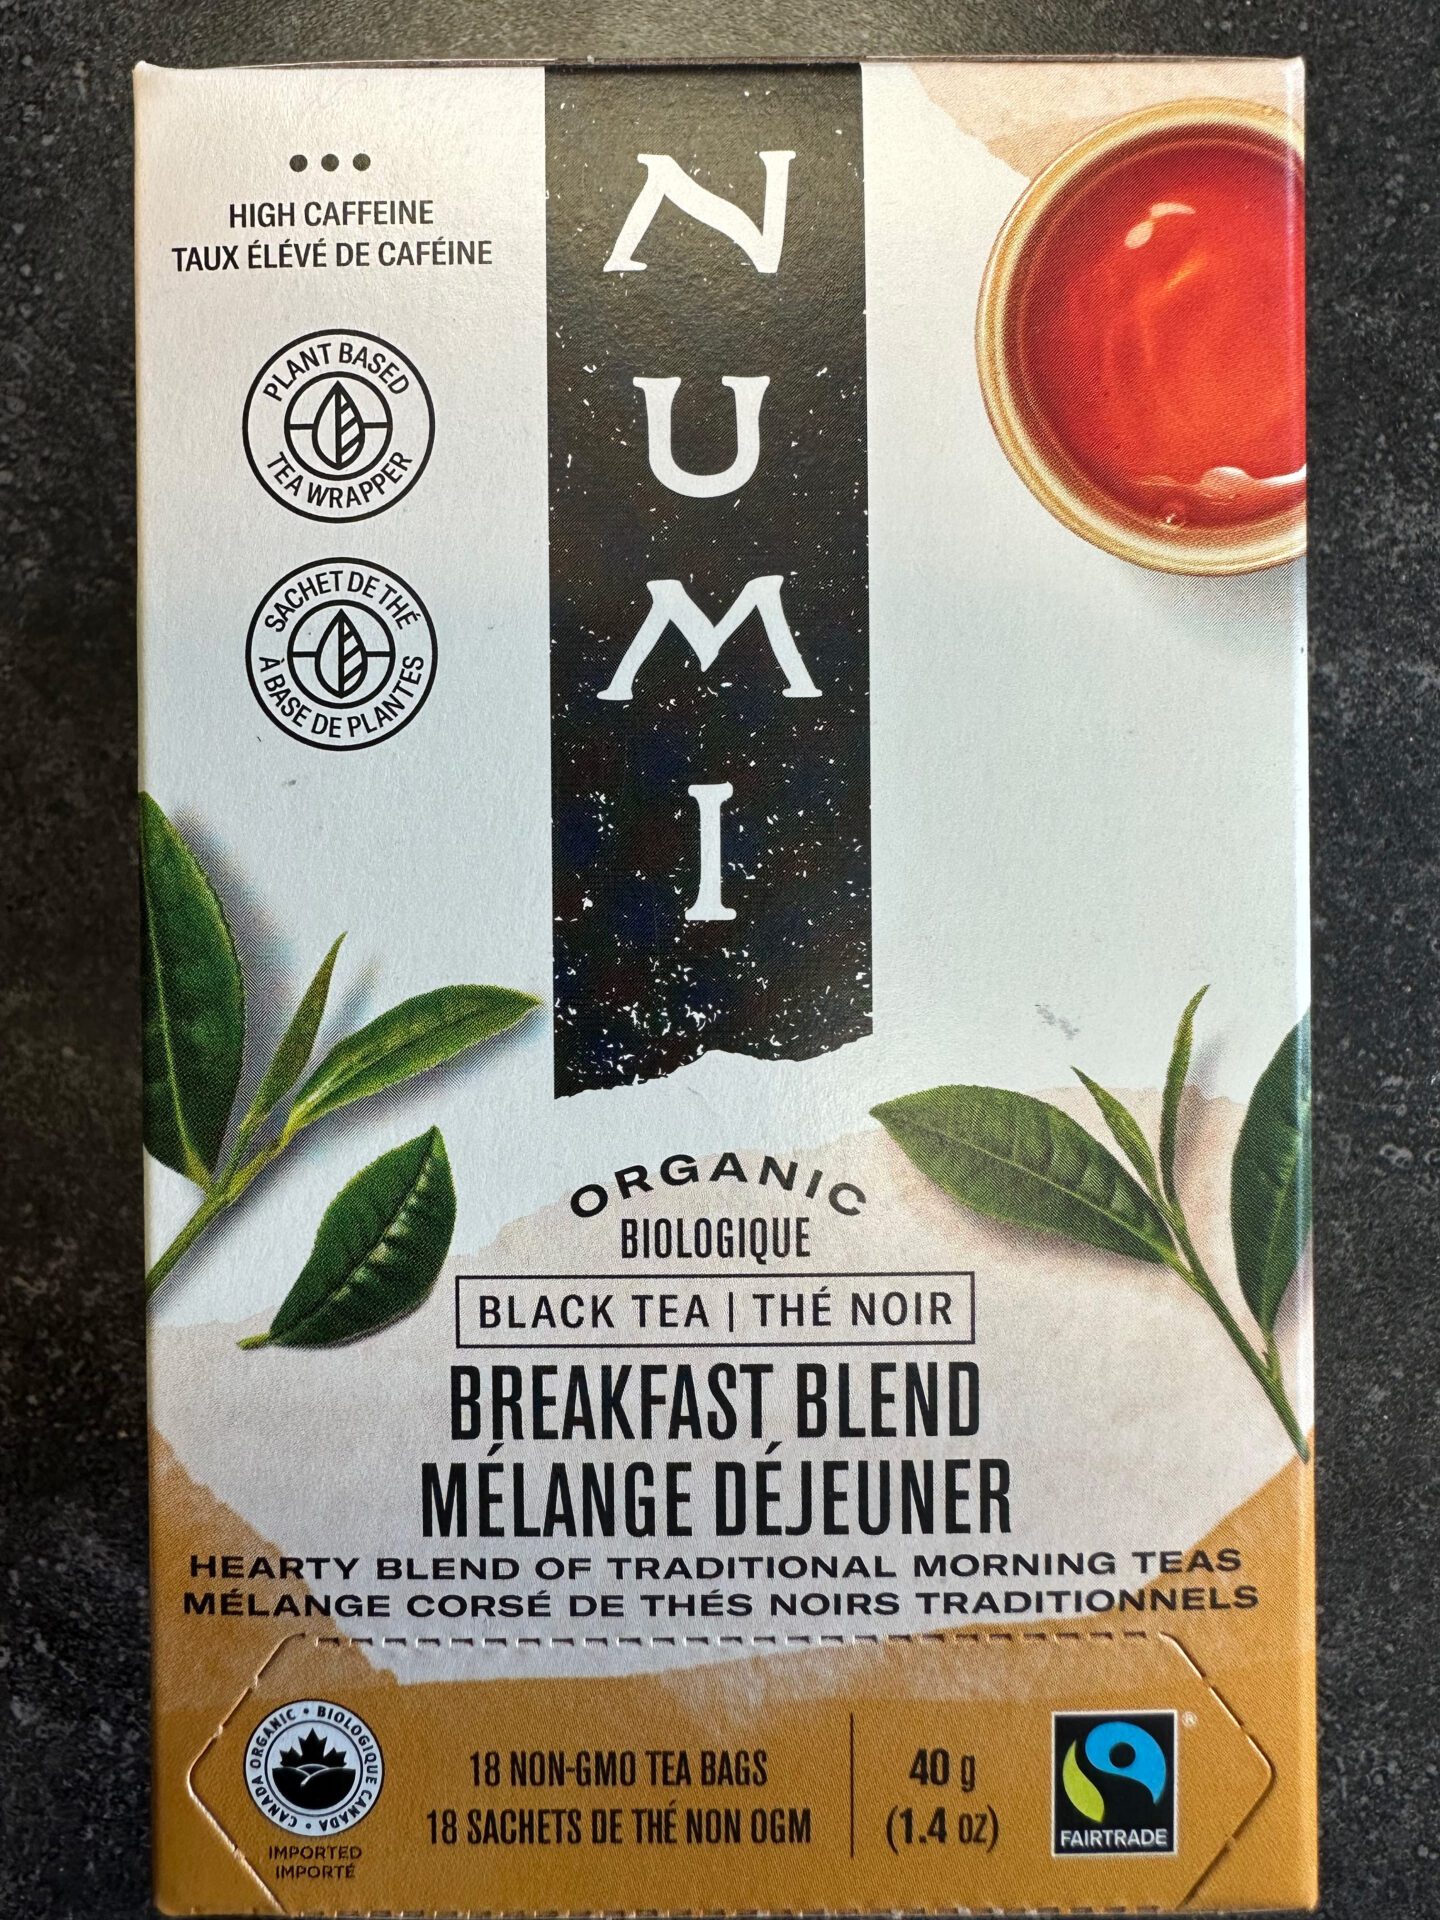 HIGH CAFFEINE
TAUX ÉLÉVÉ DE CAFÉINE
PLANT BASED
TEA WRAPPER
SACHET DE THÉ
À BASE DE PLANTES
NUMI
ORGANIC
BIOLOGIQUE
BLACK TEA | THÉ NOIR
BREAKFAST BLEND
MÉLANGE DÉJEUNER
HEARTY BLEND OF TRADITIONAL MORNING TEAS
MÉLANGE CORSÉ DE THÉS NOIRS TRADITIONNELS
CANADA ORGANIC • BIOLOGIQUE CANADA •
IMPORTED
IMPORTÉ
18 NON-GMO TEA BAGS
18 SACHETS DE THÉ NON OGM
40 g
(1.4 OZ)
FAIRTRADE
®